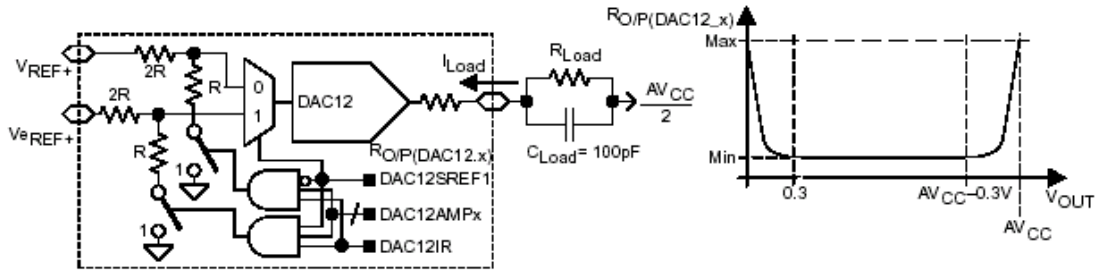 VREF+
2R
R
0
2R
VeREF+
1
R
1
1
DAC12
RO/P(DAC12.x)
DAC12SREF1
DAC12AMPx
DAC12IR
ILoad
RLoad
AVCC
2
CLoad= 100pF
RO/P(DAC12_x)
Max
Min
0.3
AVCC–0.3V
VOUT
AVCC